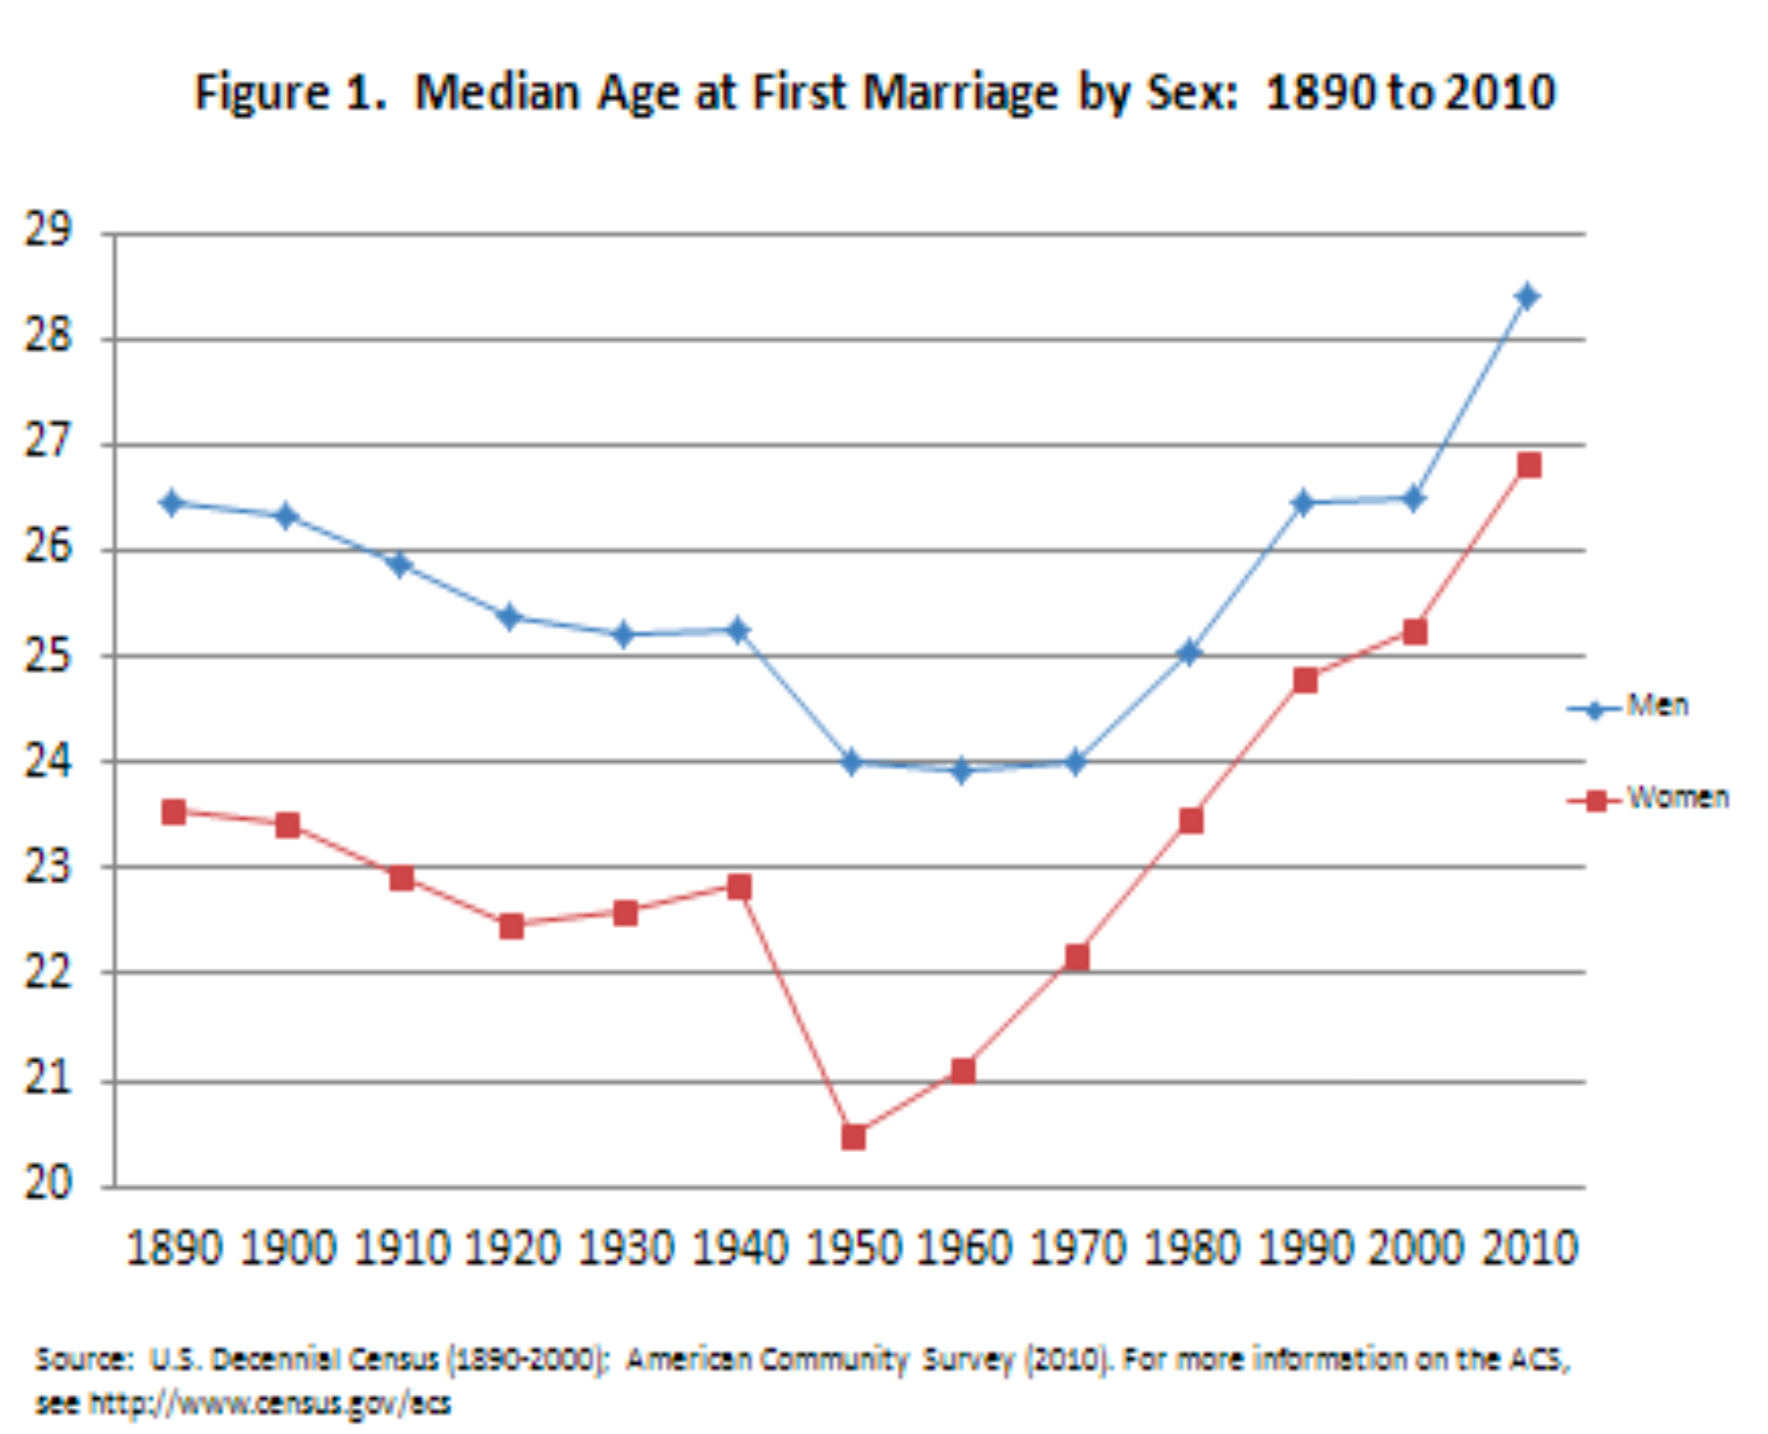 Figure 1. Median Age at First Marriage by Sex: 1890 to 2010
29
28
27
26
25
24
23
22
21
20
Men
Women
1890 1900 1910 1920 1930 1940 1950 1960 1970 1980 1990 2000 2010
Source: U.S. Decennial Census (1890-2000); American Community Survey (2010). For more information on the ACS,
see http://www.census.gov/acs